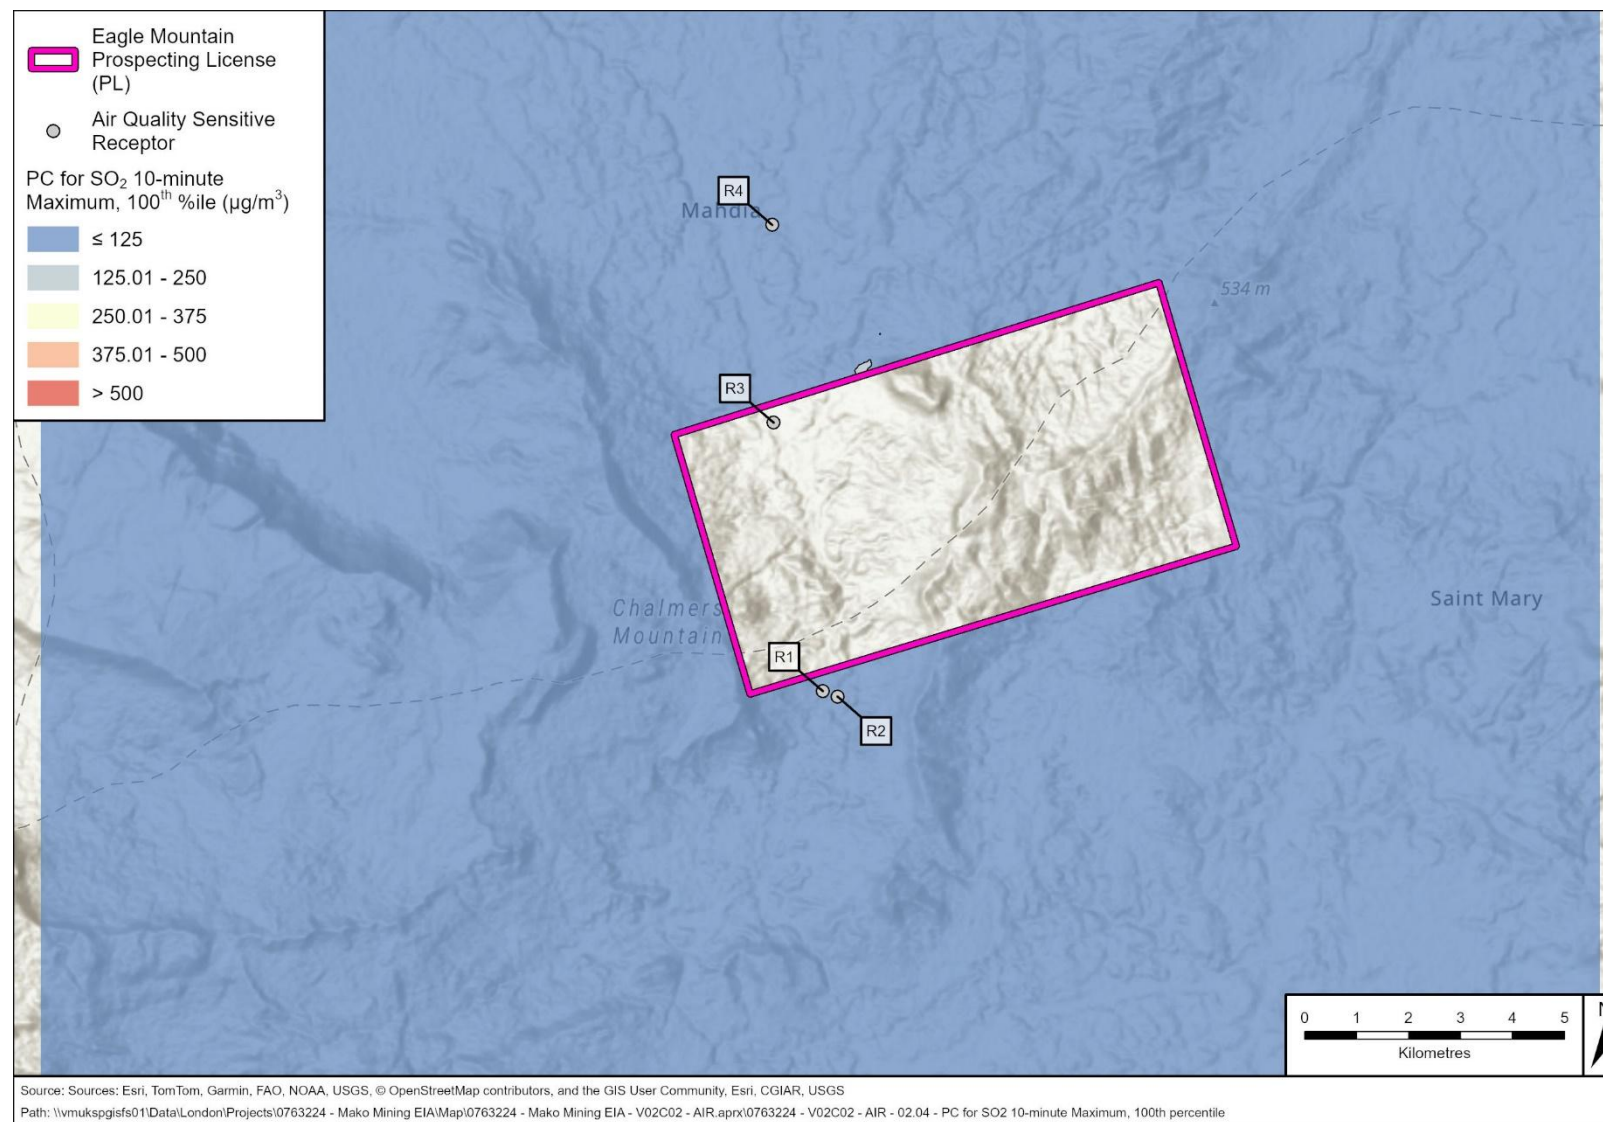 Eagle Mountain
Prospecting License
(PL)
Air Quality Sensitive
Receptor
PC for SO₂ 10-minute
Maximum, 100ᵗʰ %ile (µg/m³)
≤ 125
125.01 - 250
250.01 - 375
375.01 - 500
> 500
R4
Mahdia
534 m
R3
Chalmers
Mountain
Saint Mary
R1
R2
0 1 2 3 4 5
Kilometres
N
Source: Sources: Esri, TomTom, Garmin, FAO, NOAA, USGS, © OpenStreetMap contributors, and the GIS User Community, Esri, CGIAR, USGS
Path: \\vmukspgisfs01\Data\London\Projects\0763224 - Mako Mining EIA\Map\0763224 - Mako Mining EIA - V02C02 - AIR.aprx\0763224 - V02C02 - AIR - 02.04 - PC for SO2 10-minute Maximum, 100th percentile